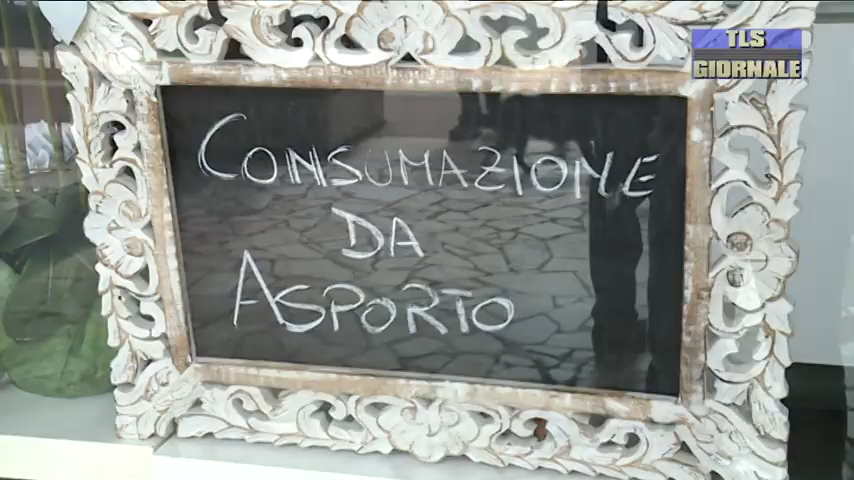 TLS
GIORNALE
CONSUMAZIONE
DA
ASPORTO